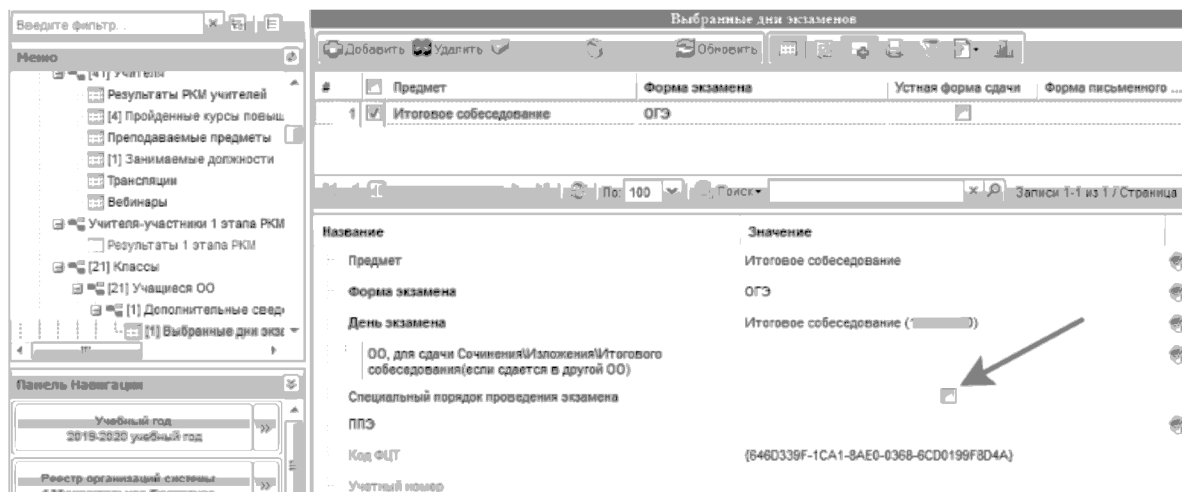 Введите фильтр. .
Меню
[41] Учителя
Результаты РКМ учителей
[4] Пройденные курсы повыш
Преподаваемые предметы
[1] Занимаемые должности
Трансляции
Вебинары
Учителя-участники 1 этапа РКМ
Результаты 1 этапа РКМ
[21] Классы
[21] Учащиеся ОО
[1] Дополнительные сведе
[1] Выбранные дни экза
Панель Навигации
Учебный год
2019-2020 учебный год
Реестр организаций системы
Выбранные дни экзаменов
Добавить Удалить Обновить
# Предмет Форма экзамена Устная форма сдачи Форма письменного ...
1 Итоговое собеседование ОГЭ
По: 100 Поиск Записи 1-1 из 1 / Страница
Название Значение
Предмет Итоговое собеседование
Форма экзамена ОГЭ
День экзамена Итоговое собеседование (1 0)
ОО, для сдачи Сочинения\Изложения\Итогового
собеседования(если сдается в другой ОО)
Специальный порядок проведения экзамена
ППЭ
Код ФЦТ {646D339F-1CA1-8AE0-0368-6CD0199F8D4A}
Учетный номер